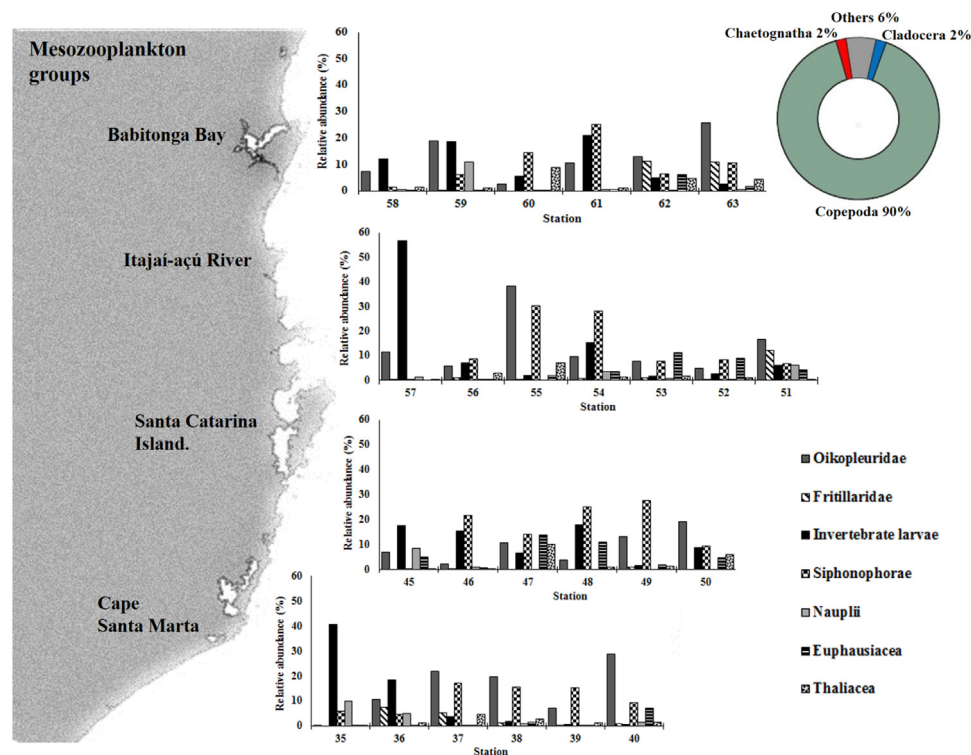 Mesozooplankton
groups
Babitonga Bay
Itajaí-açú River
Santa Catarina
Island.
Cape
Santa Marta
Relative abundance (%)
60
50
40
30
20
10
0
58 59 60 61 62 63
Station
Others 6%
Chaetognatha 2% Cladocera 2%
Copepoda 90%
Relative abundance (%)
60
50
40
30
20
10
0
57 56 55 54 53 52 51
Station
Relative abundance (%)
60
50
40
30
20
10
0
45 46 47 48 49 50
Station
Relative abundance (%)
60
50
40
30
20
10
0
35 36 37 38 39 40
Station
Oikopleuridae
Fritillaridae
Invertebrate larvae
Siphonophorae
Nauplii
Euphausiacea
Thaliacea